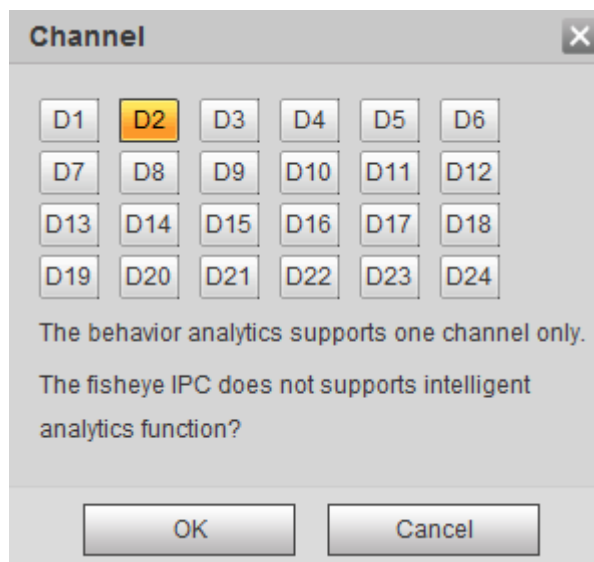 Channel
D1 D2 D3 D4 D5 D6
D7 D8 D9 D10 D11 D12
D13 D14 D15 D16 D17 D18
D19 D20 D21 D22 D23 D24
The behavior analytics supports one channel only.
The fisheye IPC does not supports intelligent
analytics function?
OK Cancel